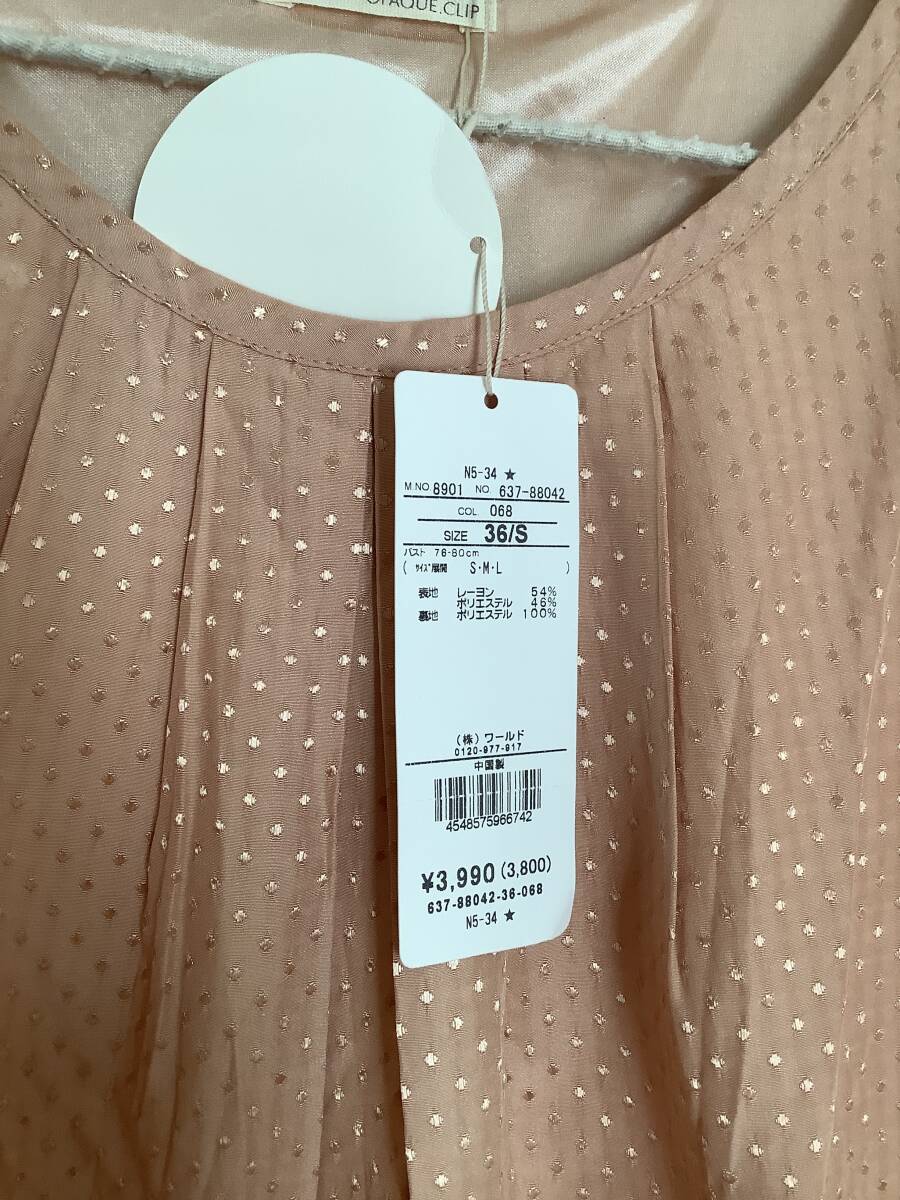 OPAQUE.CLIP
N5-34 ★
M.NO. 8901 NO. 637-88042
COL. 068
SIZE 36/S
バスト 76-80cm
( サイズ展開 S・M・L )
表地 レーヨン 54%
ポリエステル 46%
裏地 ポリエステル 100%
(株) ワールド
0120-977-917
中国製
4548575966742
¥3,990 (3,800)
637-88042-36-068
N5-34 ★